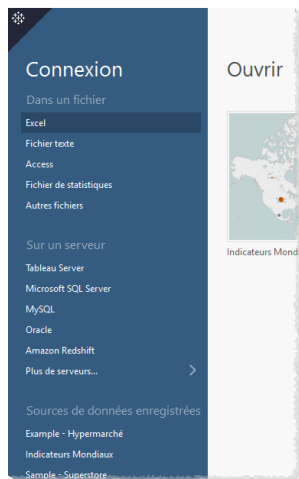 Connexion
Dans un fichier
Excel
Fichier texte
Access
Fichier de statistiques
Autres fichiers
Sur un serveur
Tableau Server
Microsoft SQL Server
MySQL
Oracle
Amazon Redshift
Plus de serveurs...
Sources de données enregistrées
Example - Hypermarché
Indicateurs Mondiaux
Sample - Superstore
Ouvrir
Indicateurs Mond